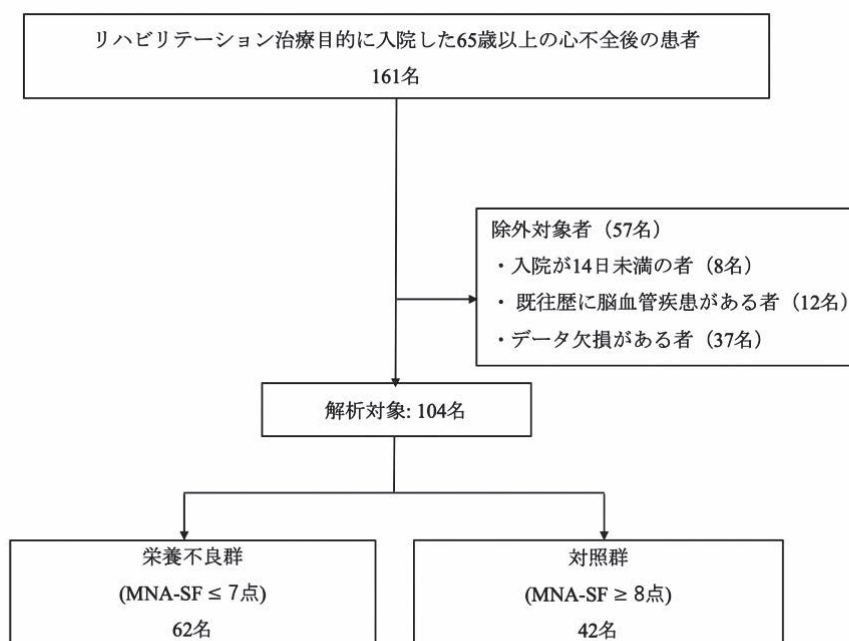 リハビリテーション治療目的に入院した65歳以上の心不全後の患者
161名
除外対象者（57名）
・入院が14日未満の者（8名）
・ 既往歴に脳血管疾患がある者（12名）
・データ欠損がある者（37名）
解析対象: 104名
栄養不良群
(MNA-SF ≤ 7点)
62名
対照群
(MNA-SF ≥ 8点)
42名